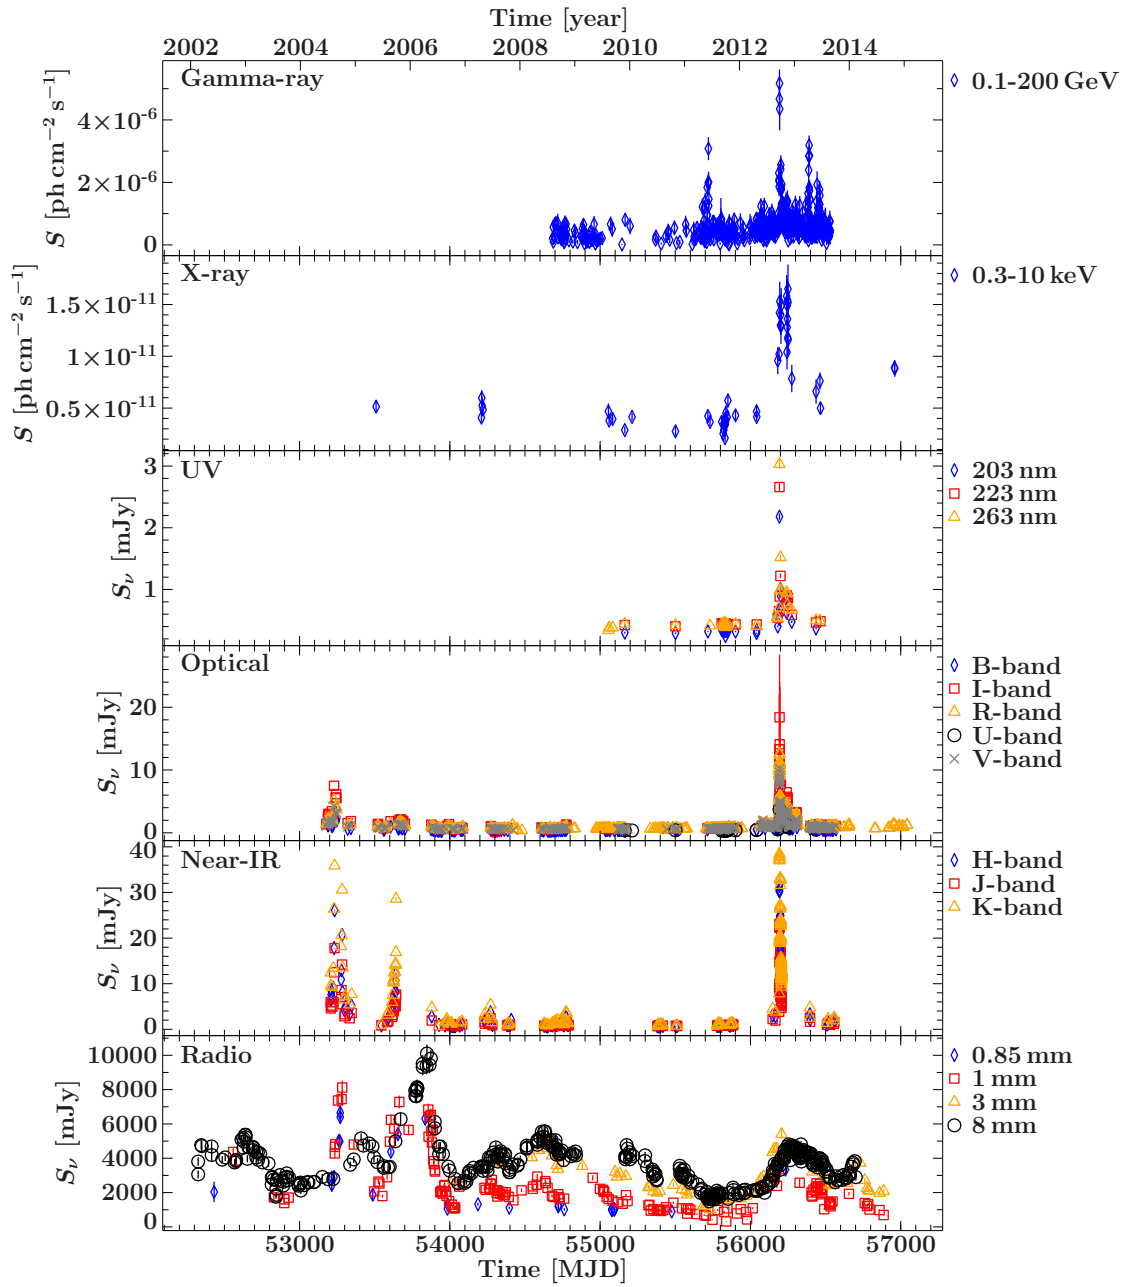 Time [year]
2002 2004 2006 2008 2010 2012 2014
Gamma-ray
0.1-200 GeV
4×10⁻⁶
2×10⁻⁶
0
S [ph cm⁻² s⁻¹]
X-ray
0.3-10 keV
1.5×10⁻¹¹
1×10⁻¹¹
0.5×10⁻¹¹
S [ph cm⁻² s⁻¹]
UV
203 nm
223 nm
263 nm
3
2
1
Sν [mJy]
Optical
B-band
I-band
R-band
U-band
V-band
20
10
0
Sν [mJy]
Near-IR
H-band
J-band
K-band
40
30
20
10
0
Sν [mJy]
Radio
0.85 mm
1 mm
3 mm
8 mm
10000
8000
6000
4000
2000
0
Sν [mJy]
53000 54000 55000 56000 57000
Time [MJD]